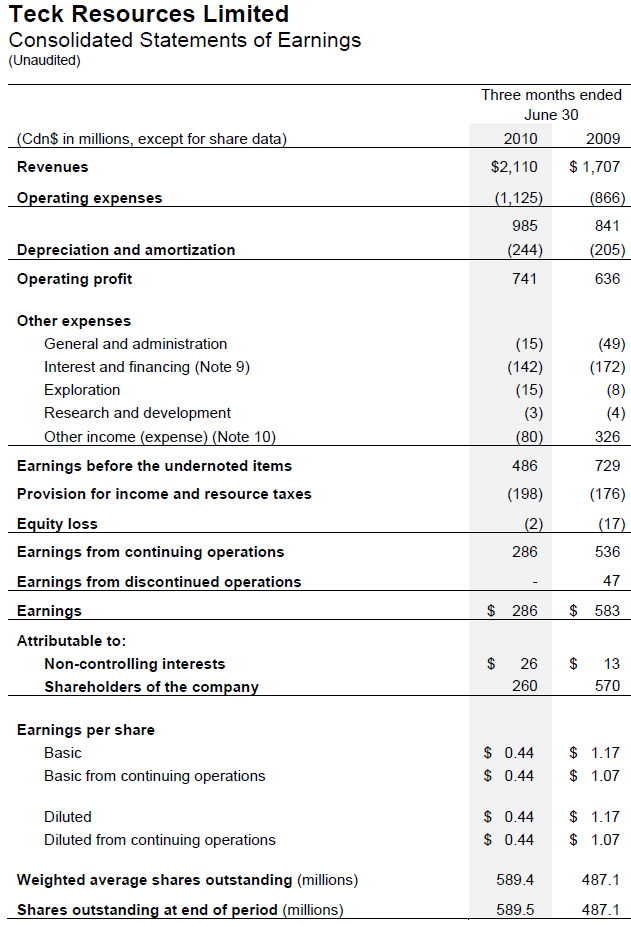 Teck Resources Limited
Consolidated Statements of Earnings
(Unaudited)
Three months ended
June 30
(Cdn$ in millions, except for share data) 2010 2009
Revenues $2,110 $ 1,707
Operating expenses (1,125) (866)
985 841
Depreciation and amortization (244) (205)
Operating profit 741 636
Other expenses
General and administration (15) (49)
Interest and financing (Note 9) (142) (172)
Exploration (15) (8)
Research and development (3) (4)
Other income (expense) (Note 10) (80) 326
Earnings before the undernoted items 486 729
Provision for income and resource taxes (198) (176)
Equity loss (2) (17)
Earnings from continuing operations 286 536
Earnings from discontinued operations - 47
Earnings $ 286 $ 583
Attributable to:
Non-controlling interests $ 26 $ 13
Shareholders of the company 260 570
Earnings per share
Basic $ 0.44 $ 1.17
Basic from continuing operations $ 0.44 $ 1.07
Diluted $ 0.44 $ 1.17
Diluted from continuing operations $ 0.44 $ 1.07
Weighted average shares outstanding (millions) 589.4 487.1
Shares outstanding at end of period (millions) 589.5 487.1